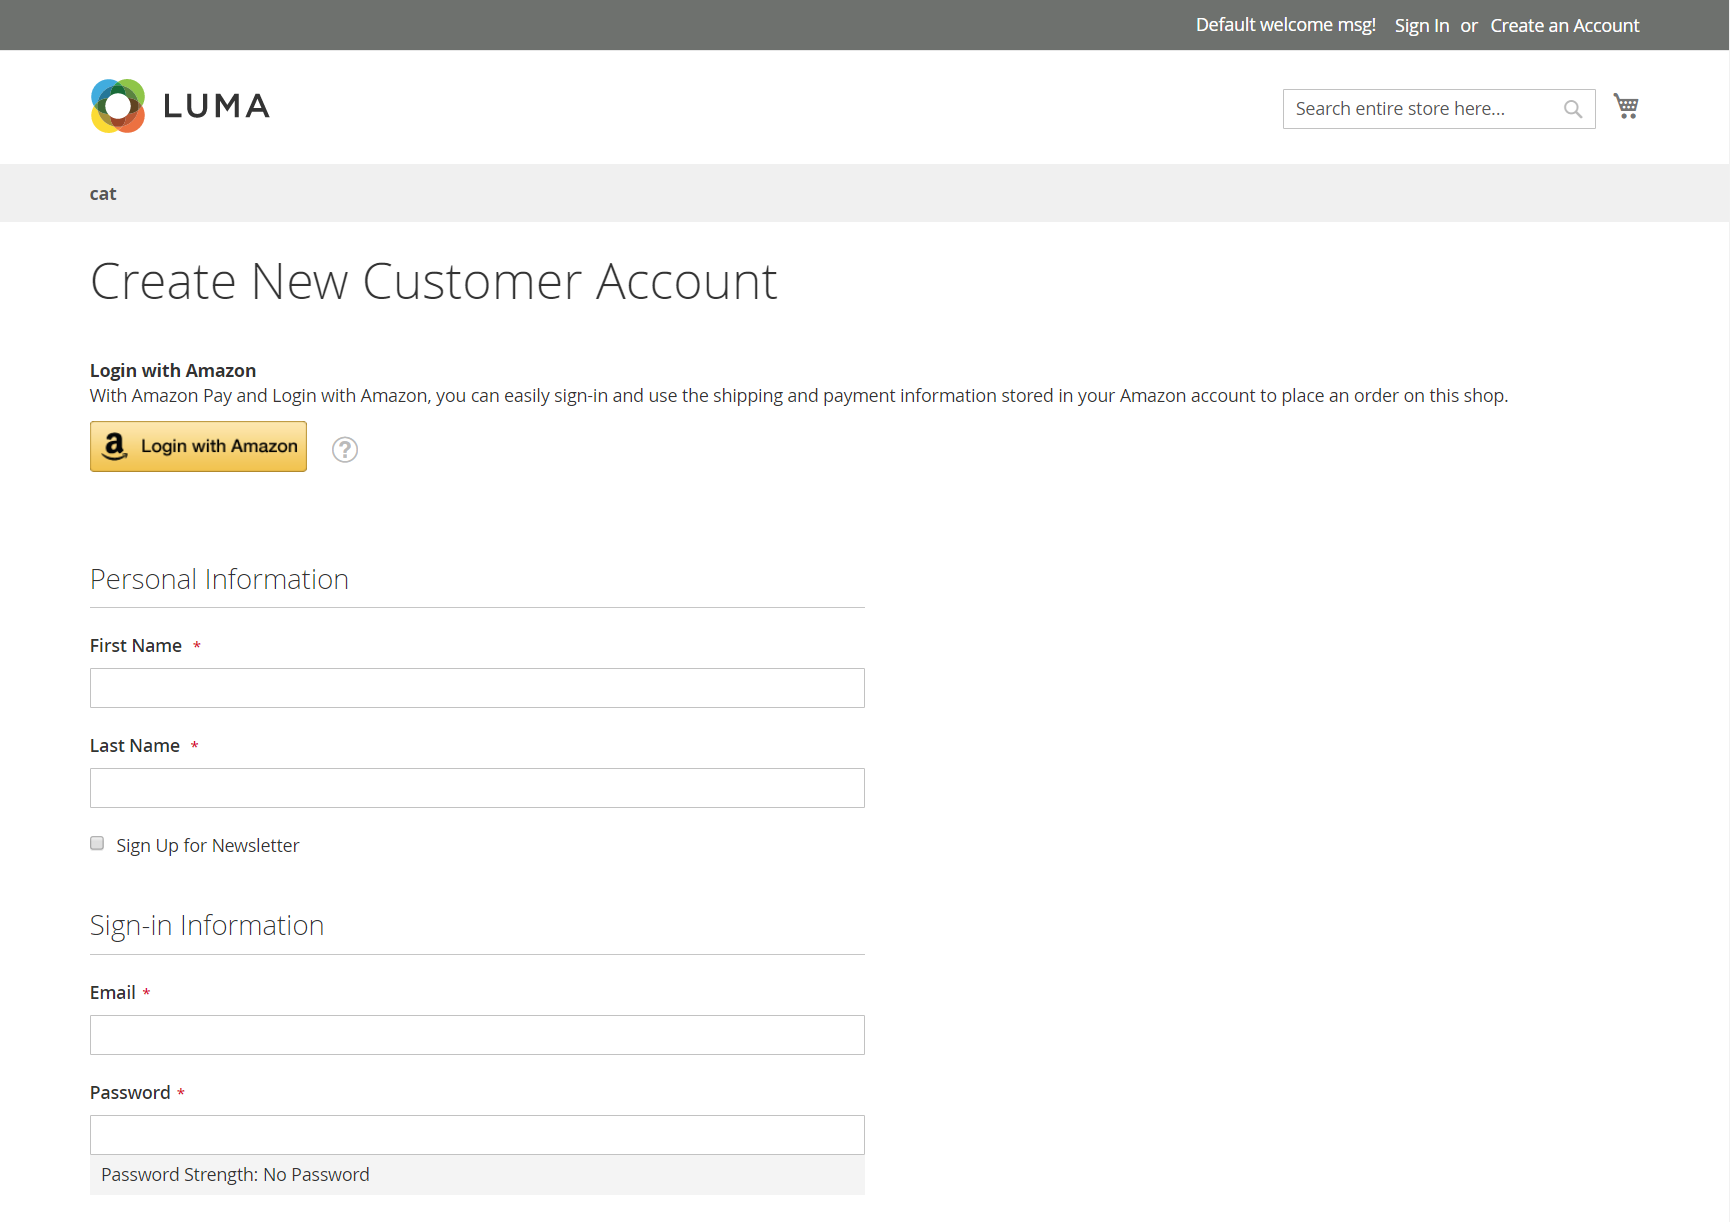 Default welcome msg! Sign In or Create an Account
LUMA
Search entire store here...
cat
Create New Customer Account
Login with Amazon
With Amazon Pay and Login with Amazon, you can easily sign-in and use the shipping and payment information stored in your Amazon account to place an order on this shop.
a Login with Amazon ?
Personal Information
First Name *
Last Name *
Sign Up for Newsletter
Sign-in Information
Email *
Password *
Password Strength: No Password